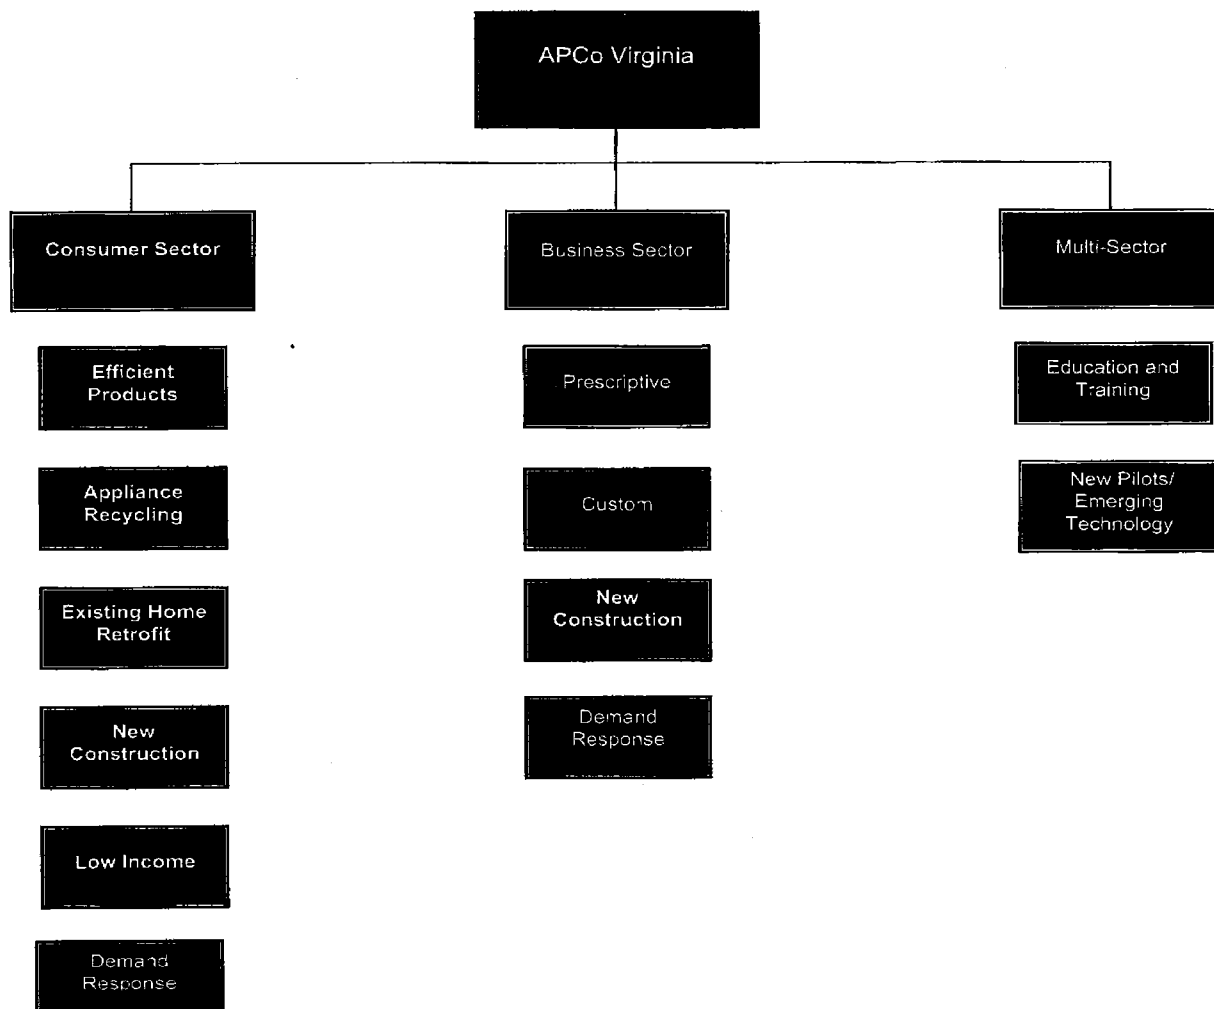 APCo Virginia
Consumer Sector
Business Sector
Multi-Sector
Efficient
Products
Appliance
Recycling
Existing Home
Retrofit
New
Construction
Low Income
Demand
Response
Prescriptive
Custom
New
Construction
Demand
Response
Education and
Training
New Pilots/
Emerging
Technology